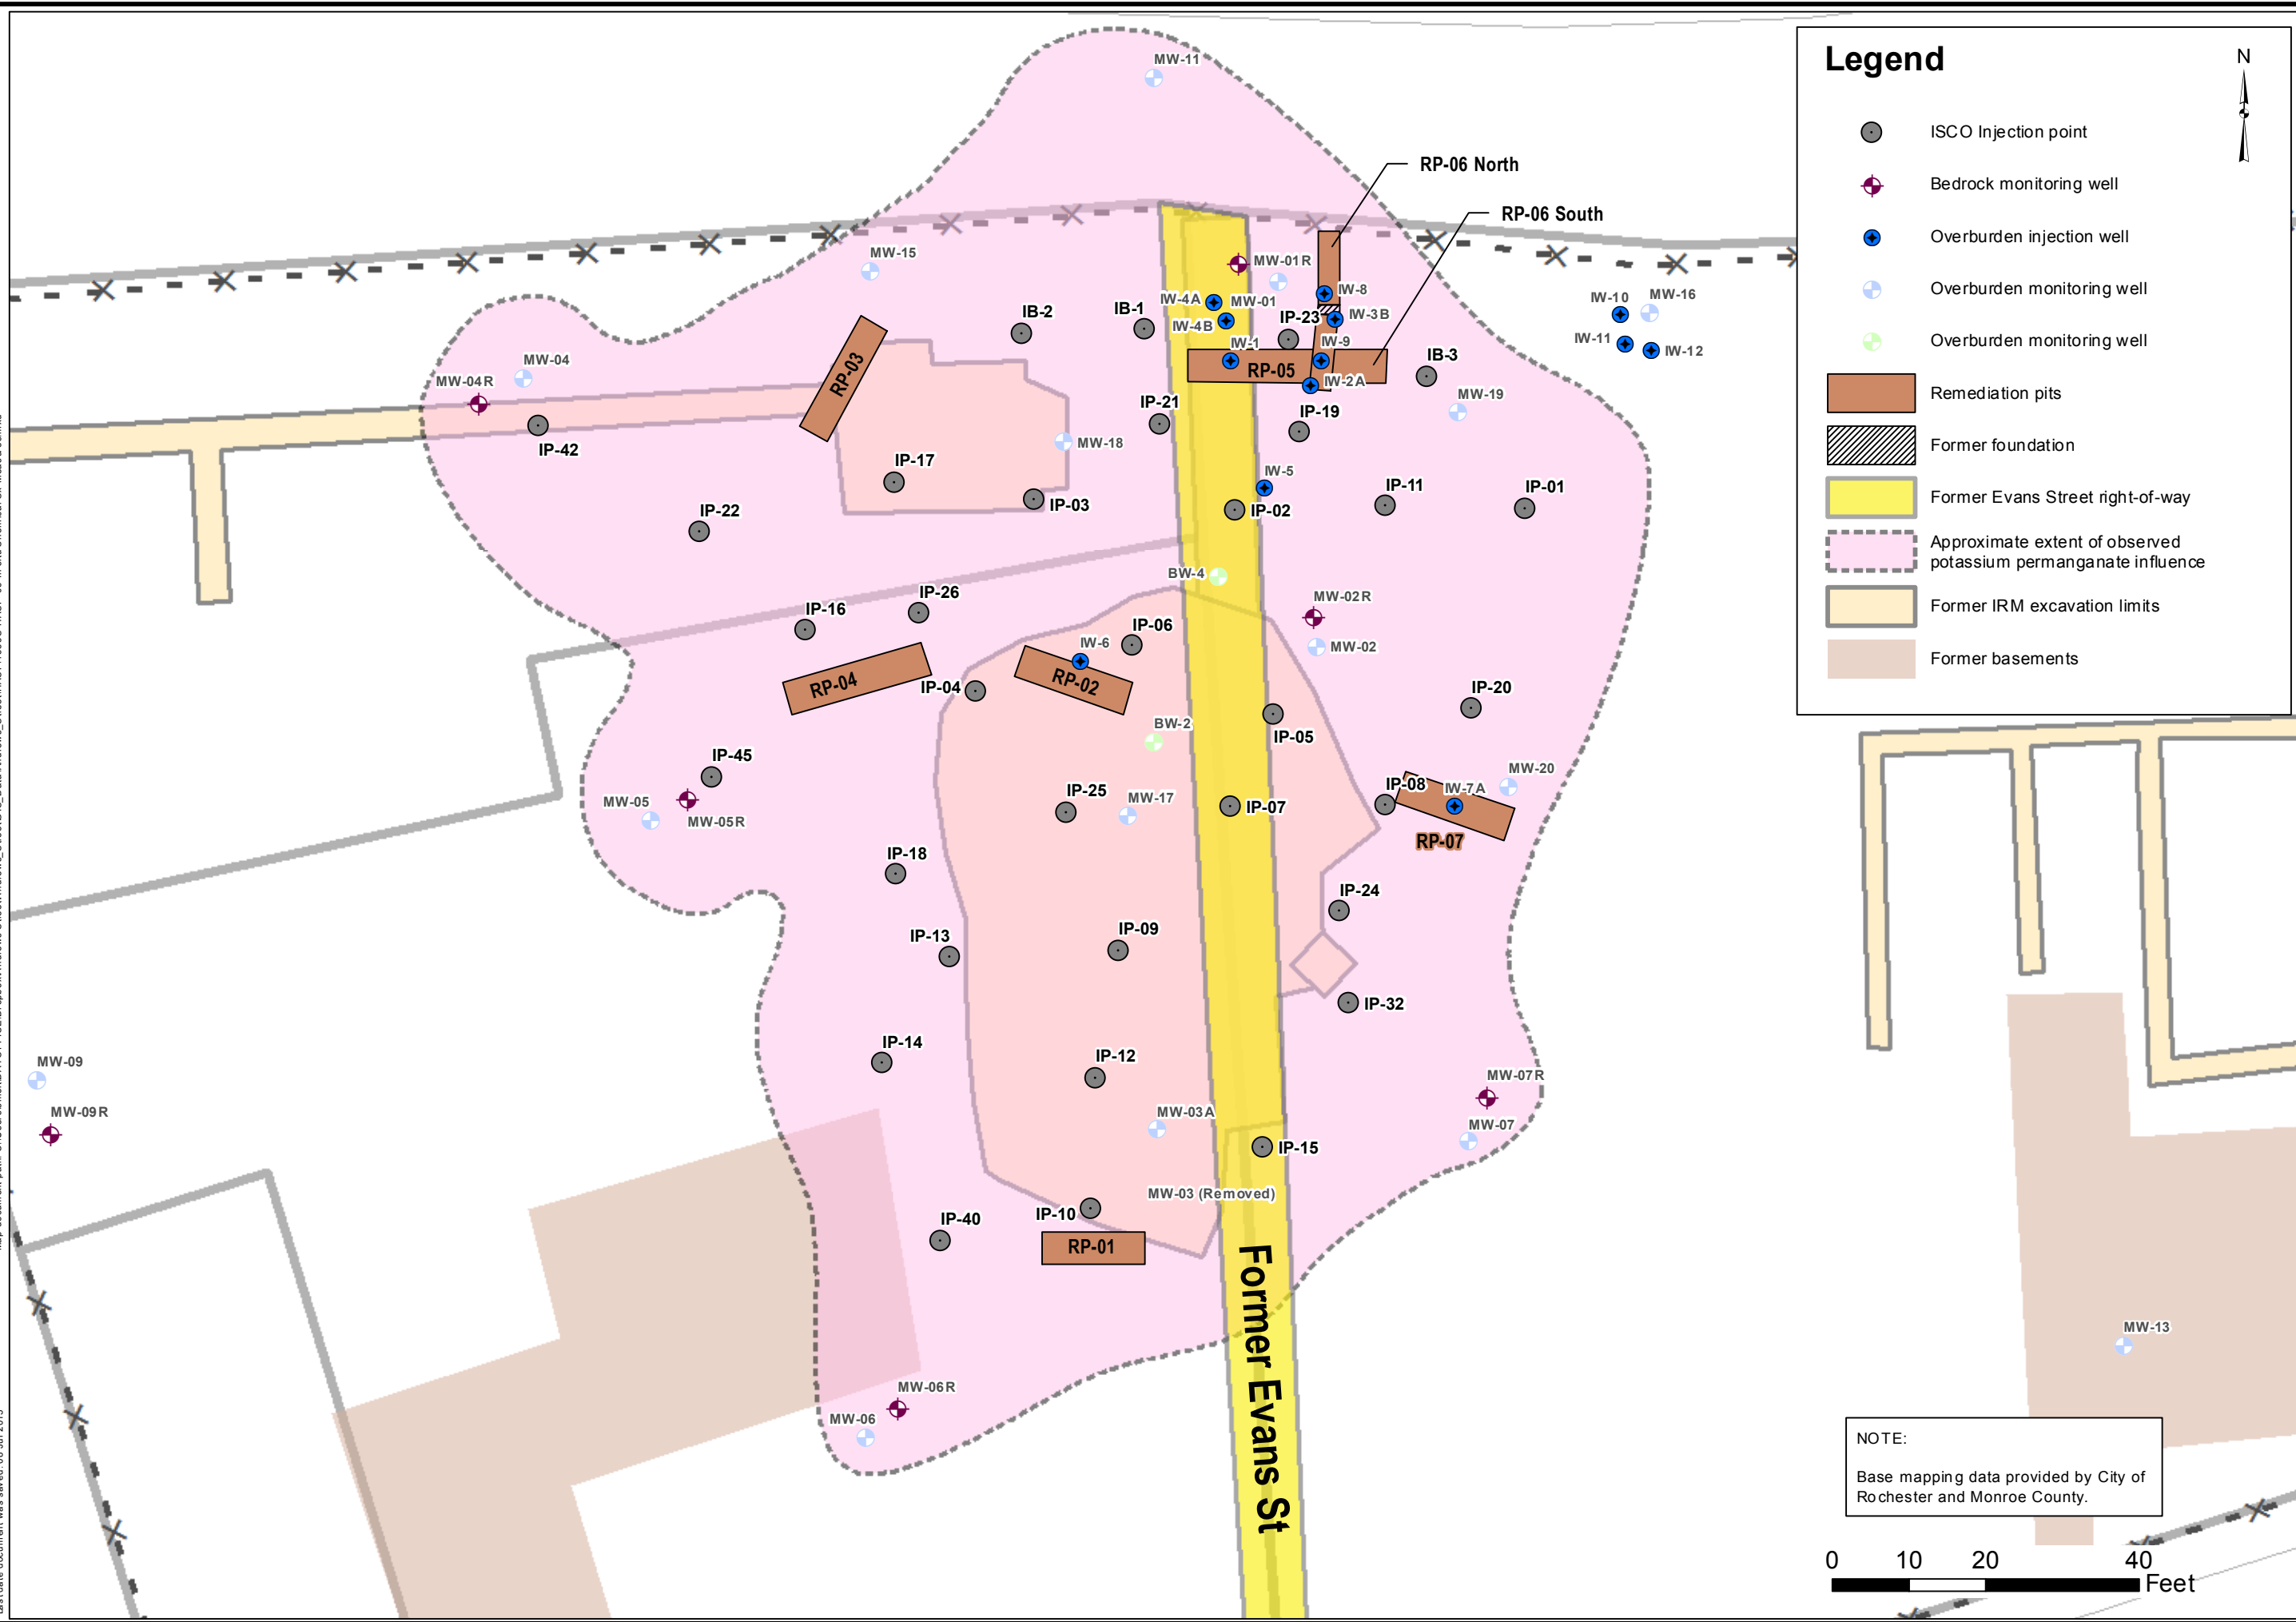 MW-11
Legend
N
ISCO Injection point
Bedrock monitoring well
Overburden injection well
Overburden monitoring well
Overburden monitoring well
Remediation pits
Former foundation
Former Evans Street right-of-way
Approximate extent of observed
potassium permanganate influence
Former IRM excavation limits
Former basements
RP-06 North
RP-06 South
MW-15
MW-01R
IW-4A
MW-01
IW-8
IW-10
MW-16
IB-2
IB-1
IW-4B
IP-23
IW-3B
IW-11
IW-12
MW-04
RP-03
IW-1
IW-9
IB-3
MW-04R
RP-05
IW-2A
MW-19
IP-21
IP-19
IP-42
MW-18
IP-17
IW-5
IP-03
IP-11
IP-01
IP-22
IP-02
BW-4
IP-16
IP-26
MW-02R
IP-06
IW-6
MW-02
RP-04
IP-04
RP-02
IP-20
BW-2
IP-05
IP-45
MW-20
IP-25
MW-17
IP-07
IP-08
IW-7A
MW-05
MW-05R
RP-07
IP-18
IP-24
IP-13
IP-09
IP-32
IP-14
IP-12
MW-09
MW-07R
MW-09R
MW-03A
MW-07
IP-15
MW-03 (Removed)
IP-40
IP-10
RP-01
Former Evans St
MW-13
MW-06R
MW-06
NOTE:
Base mapping data provided by City of
Rochester and Monroe County.
0 10 20 40
Feet